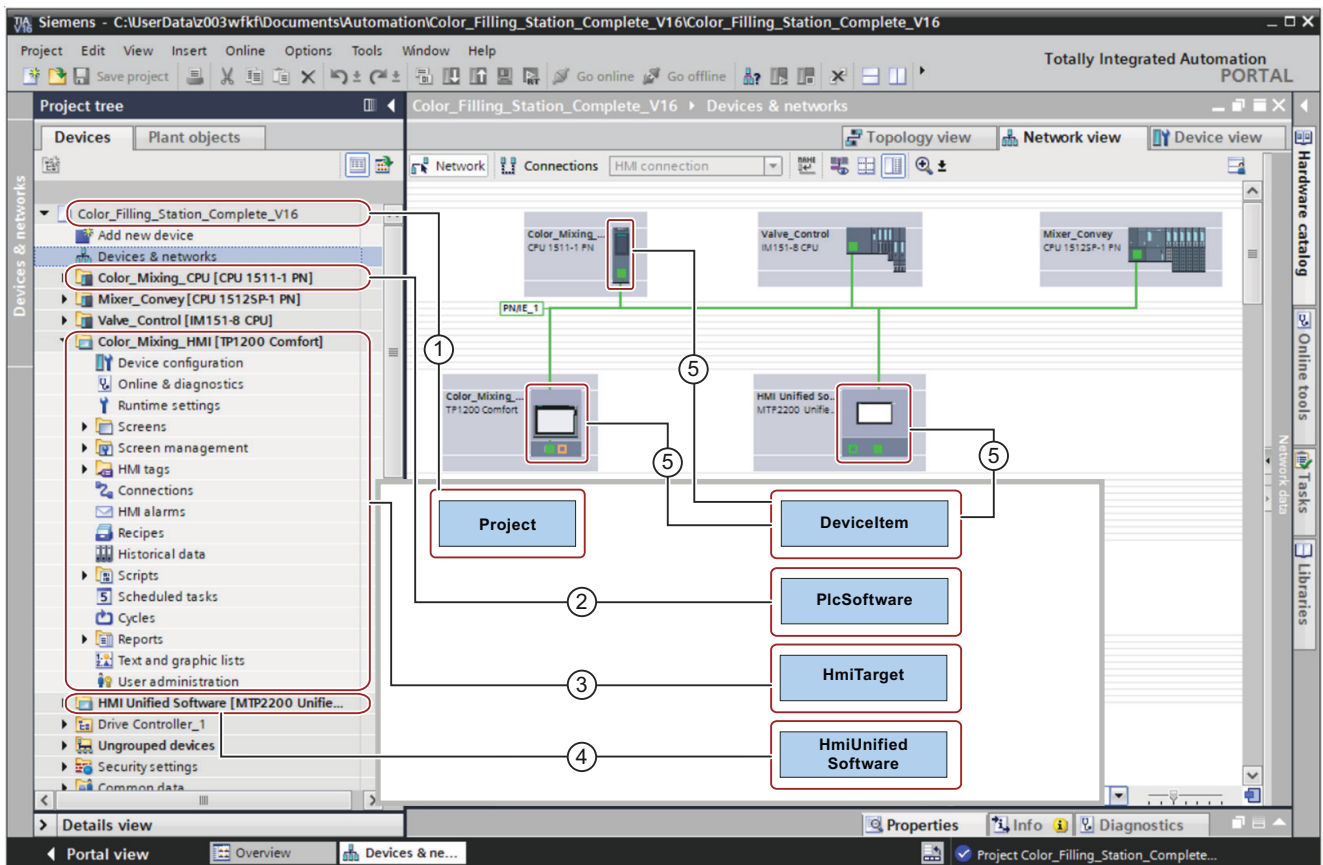 TIA V16 Siemens - C:\UserData\z003wfkf\Documents\Automation\Color_Filling_Station_Complete_V16\Color_Filling_Station_Complete_V16
Project Edit View Insert Online Options Tools Window Help
Totally Integrated Automation
PORTAL
Save project Go online Go offline
Project tree
Color_Filling_Station_Complete_V16 Devices & networks
Devices Plant objects
Topology view Network view Device view
Network Connections HMI connection
Devices & networks
Color_Filling_Station_Complete_V16
Add new device
Devices & networks
Color_Mixing_CPU [CPU 1511-1 PN]
Mixer_Convey [CPU 1512SP-1 PN]
Valve_Control [IM151-8 CPU]
Color_Mixing_HMI [TP1200 Comfort]
Device configuration
Online & diagnostics
Runtime settings
Screens
Screen management
HMI tags
Connections
HMI alarms
Recipes
Historical data
Scripts
Scheduled tasks
Cycles
Reports
Text and graphic lists
User administration
HMI Unified Software [MTP2200 Unifie...
Drive Controller_1
Ungrouped devices
Security settings
Common data
Details view
Color_Mixing_...
CPU 1511-1 PN
Valve_Control
IM151-8 CPU
Mixer_Convey
CPU 1512SP-1 PN
PN/IE_1
Color_Mixing_...
TP1200 Comfort
HMI Unified So...
MTP2200 Unifie...
1
5
5
5
Project
DeviceItem
2
PlcSoftware
3
HmiTarget
4
HmiUnified
Software
Hardware catalog
Online tools
Tasks
Libraries
Network data
Properties Info Diagnostics
Portal view Overview Devices & ne...
Project Color_Filling_Station_Complete...